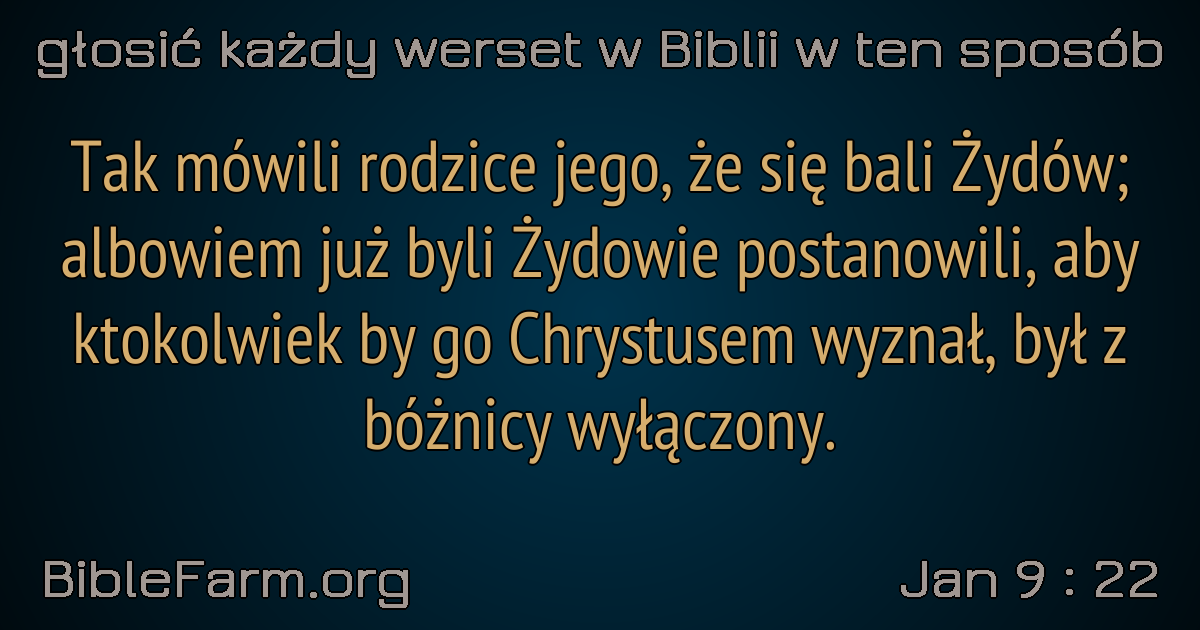 głosić każdy werset w Biblii w ten sposób
Tak mówili rodzice jego, że się bali Żydów;
albowiem już byli Żydowie postanowili, aby
ktokolwiek by go Chrystusem wyznał, był z
bóżnicy wyłączony.
BibleFarm.org
Jan 9 : 22